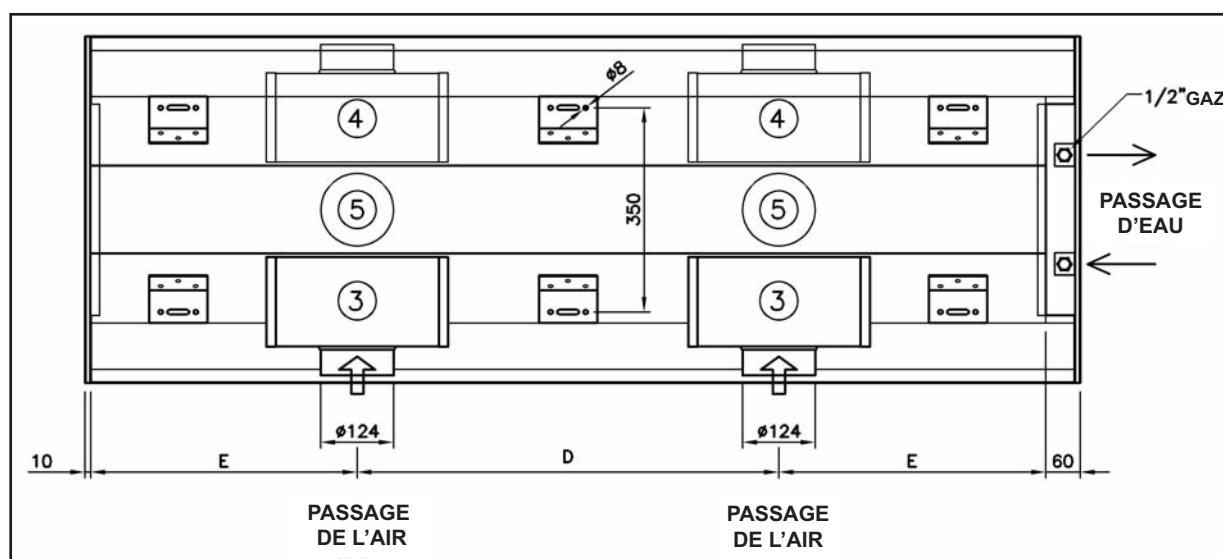 ø8
4
4
1/2"GAZ
5
350
5
PASSAGE
D'EAU
3
3
ø124
ø124
10
E
D
E
60
PASSAGE
DE L'AIR
PASSAGE
DE L'AIR